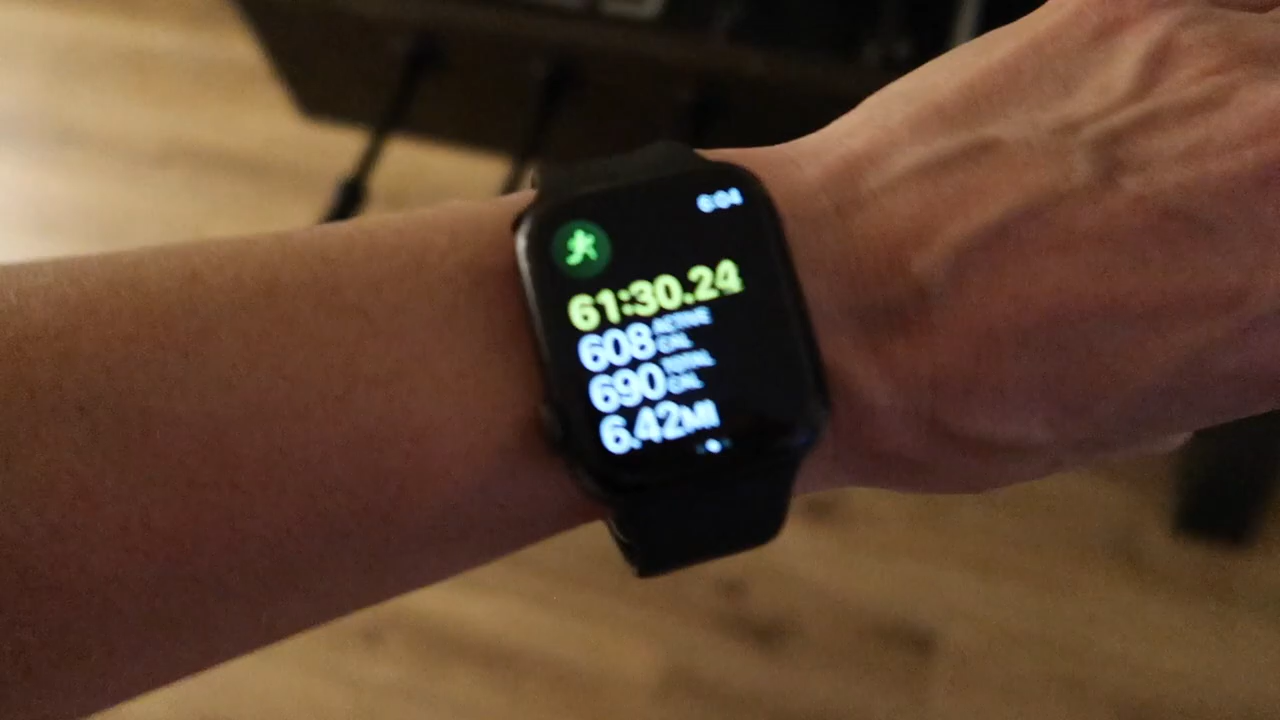 6:04
61:30.24
608 ACTIVE CAL
690 TOTAL CAL
6.42MI